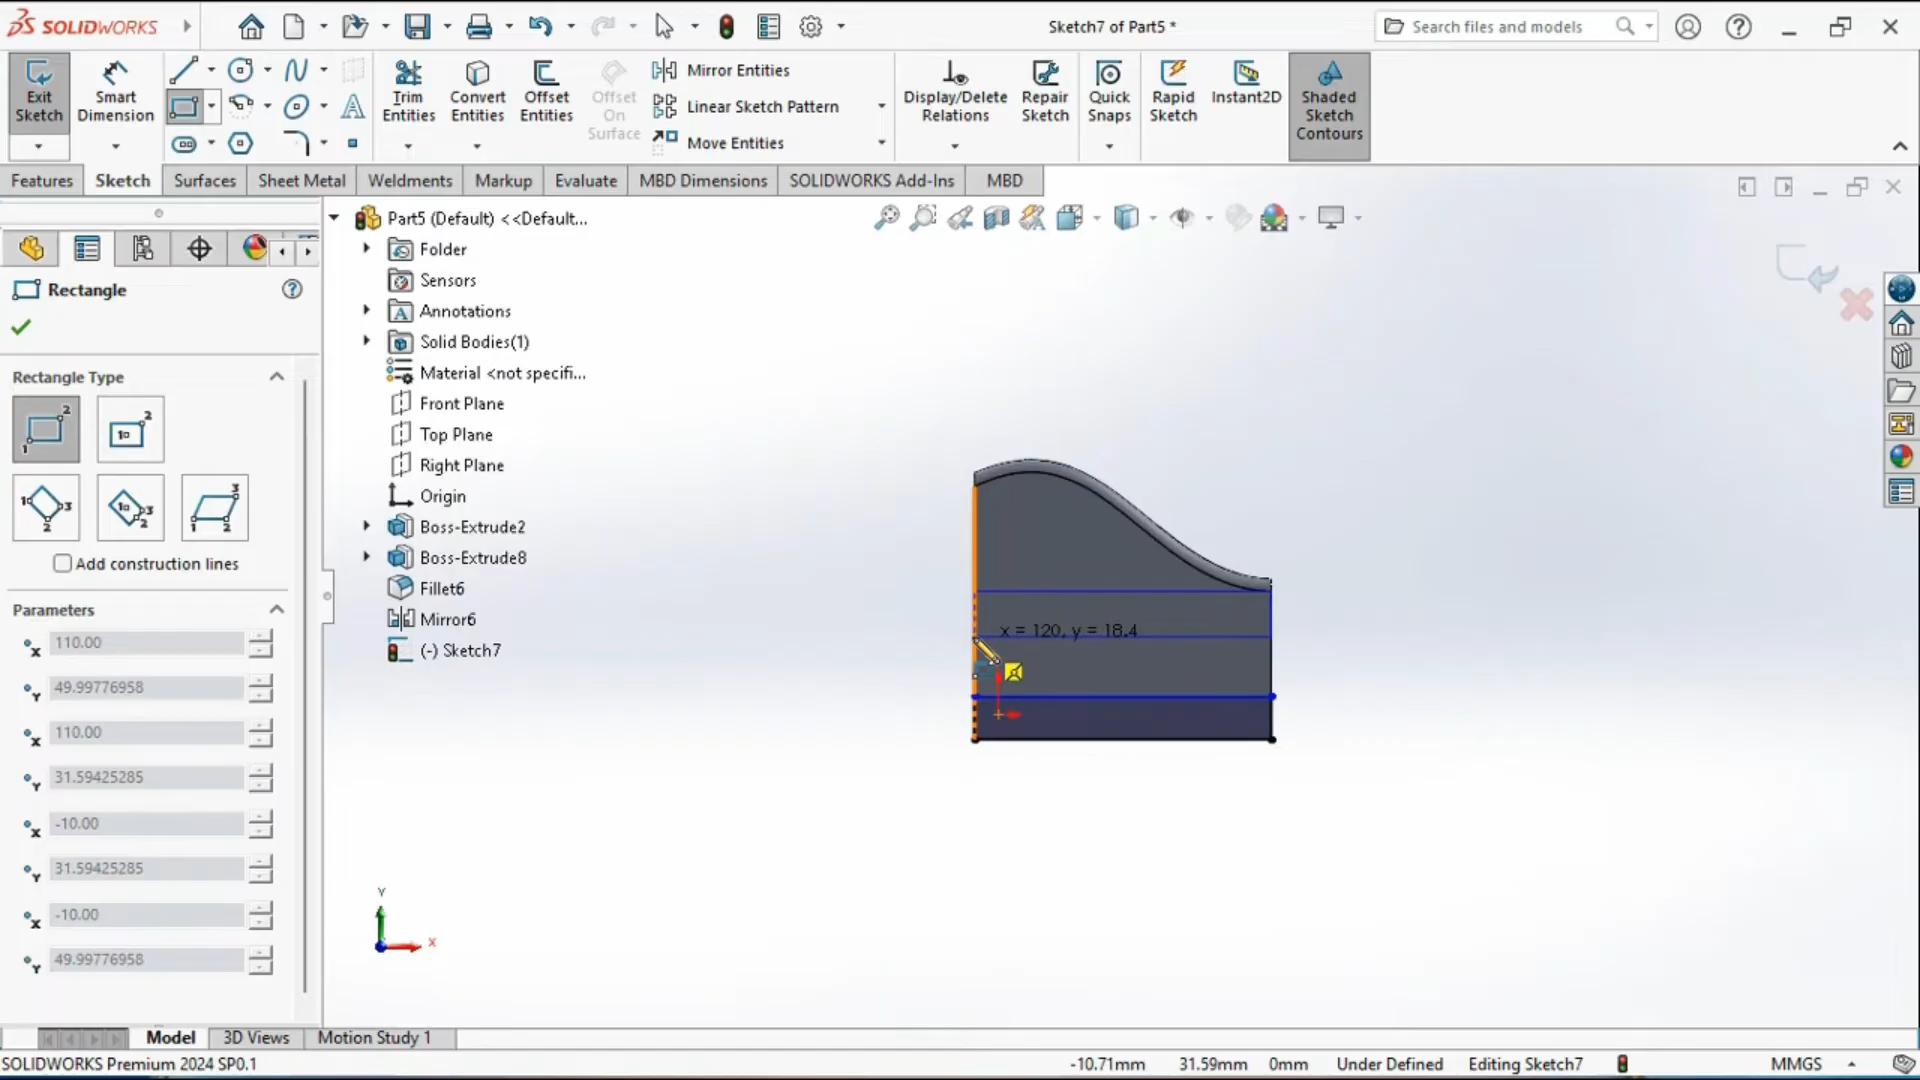 SOLIDWORKS
Sketch7 of Part5 *
Search files and models
Exit Sketch
Smart Dimension
Trim Entities
Convert Entities
Offset Entities
Offset On Surface
Mirror Entities
Linear Sketch Pattern
Move Entities
Display/Delete Relations
Repair Sketch
Quick Snaps
Rapid Sketch
Instant2D
Shaded Sketch Contours
Features
Sketch
Surfaces
Sheet Metal
Weldments
Markup
Evaluate
MBD Dimensions
SOLIDWORKS Add-Ins
MBD
Rectangle
Rectangle Type
Add construction lines
Parameters
x 110.00
Y 49.99776958
x 110.00
Y 31.59425285
x -10.00
Y 31.59425285
x -10.00
Y 49.99776958
Part5 (Default) <<Default...
Folder
Sensors
Annotations
Solid Bodies(1)
Material <not specifi...
Front Plane
Top Plane
Right Plane
Origin
Boss-Extrude2
Boss-Extrude8
Fillet6
Mirror6
(-) Sketch7
x = 120, y = 18.4
Y
X
Model
3D Views
Motion Study 1
SOLIDWORKS Premium 2024 SP0.1
-10.71mm
31.59mm
0mm
Under Defined
Editing Sketch7
MMGS